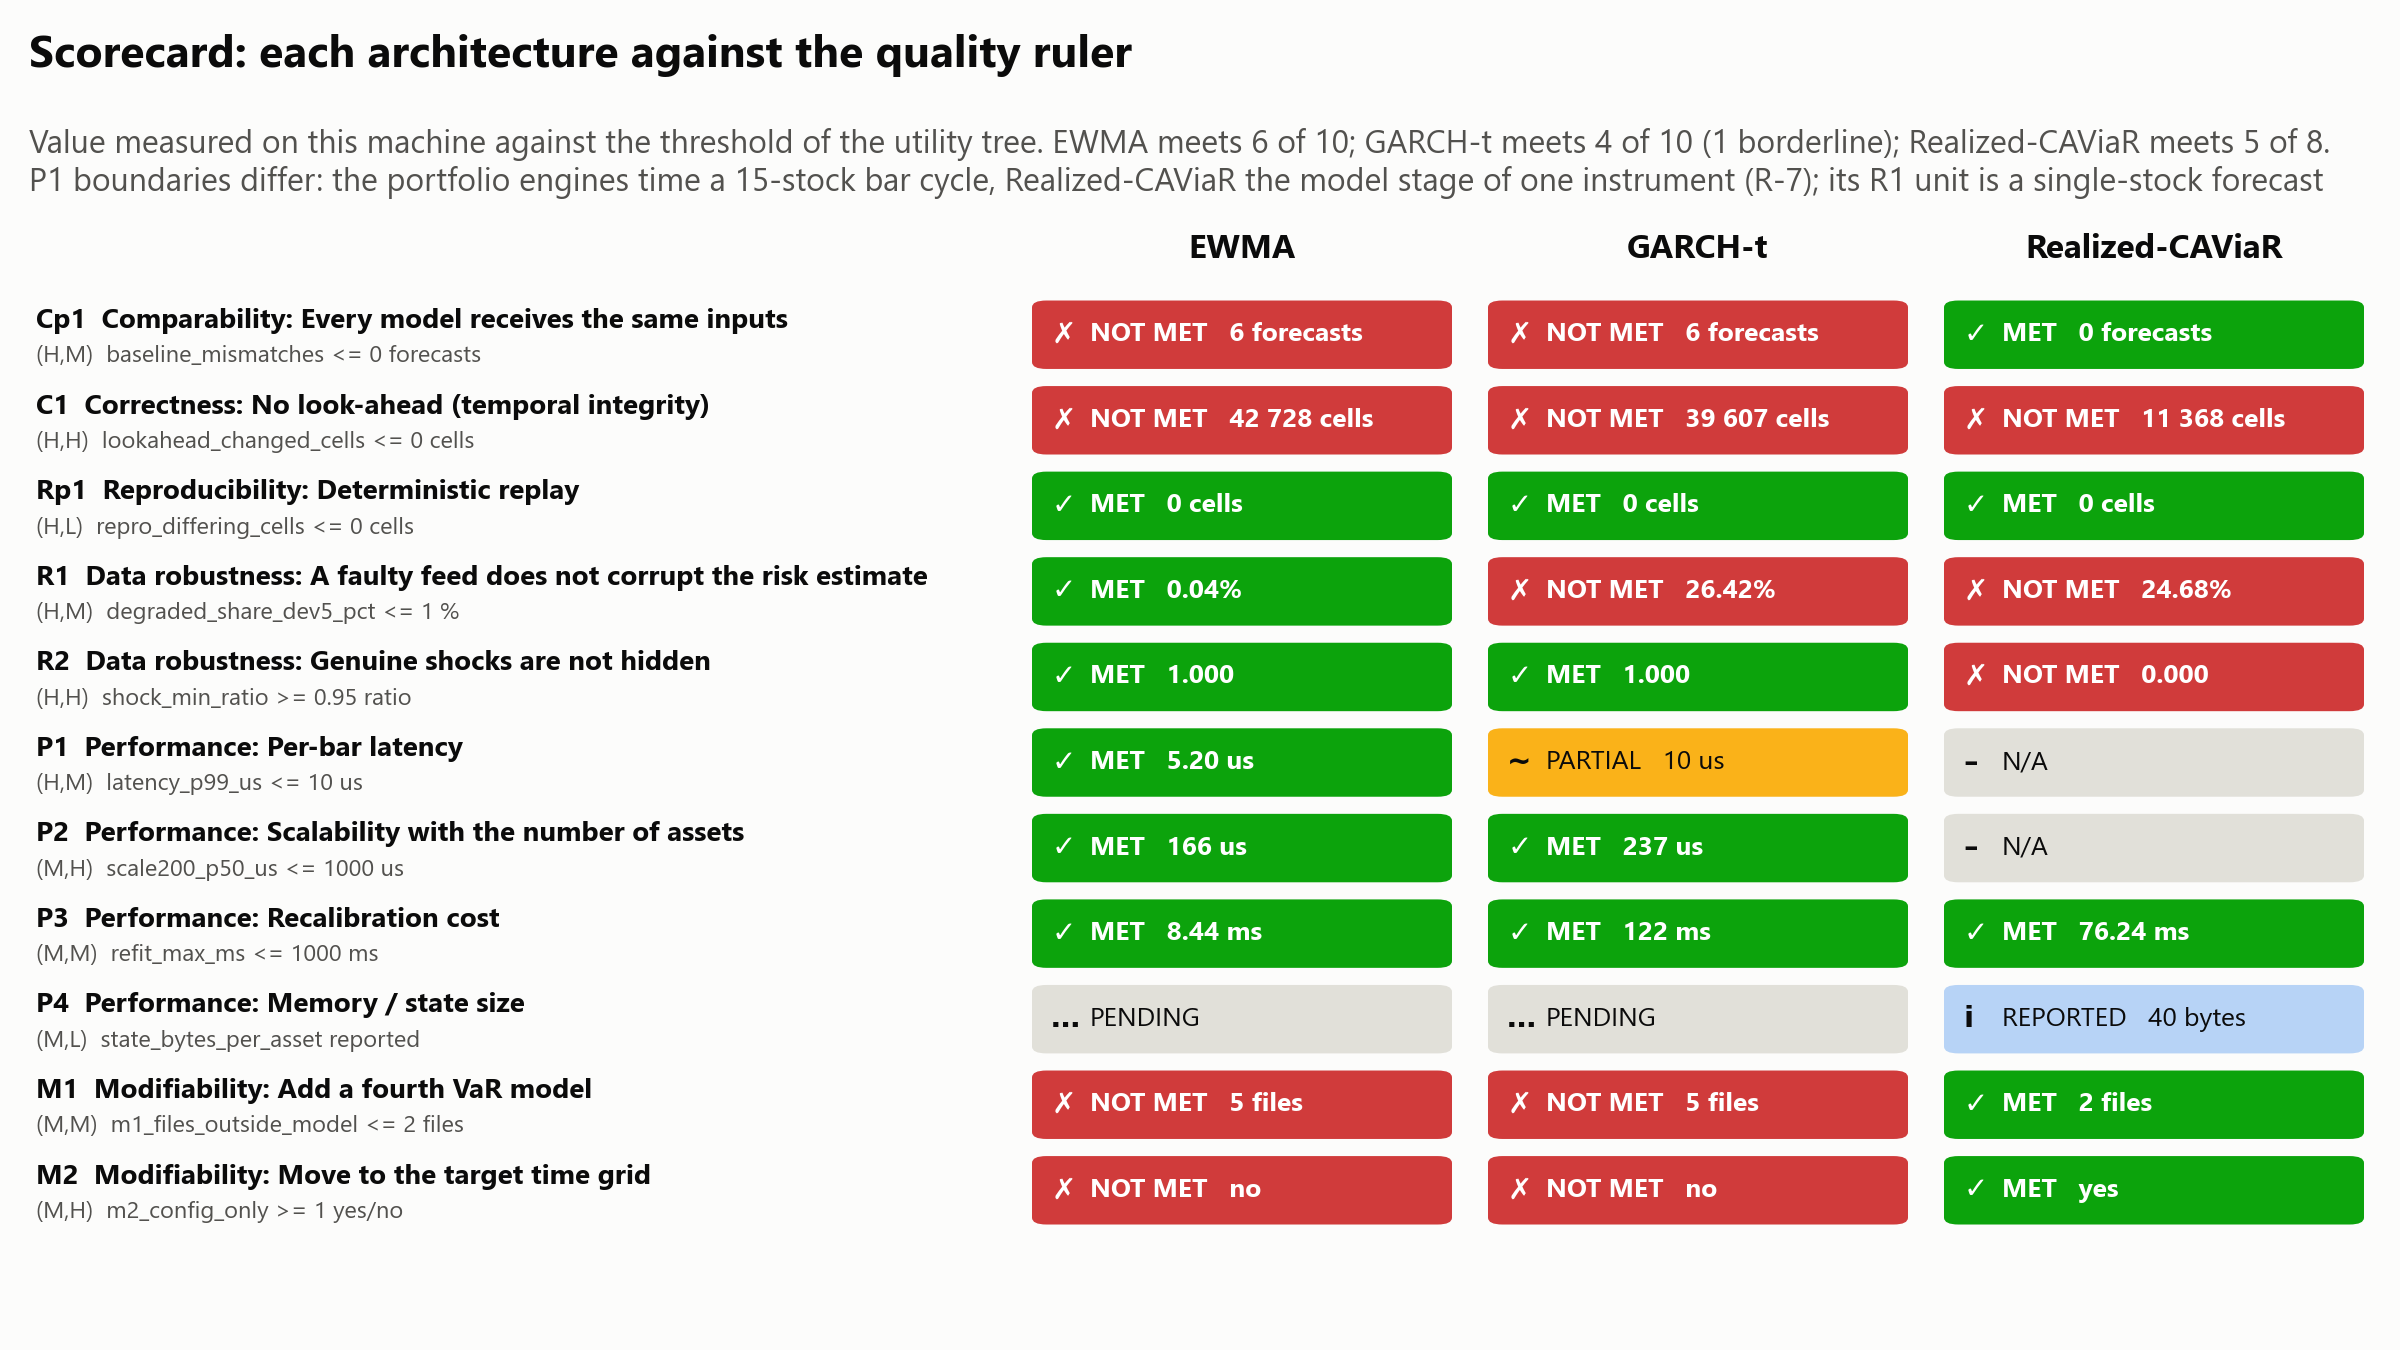 Scorecard: each architecture against the quality ruler
Value measured on this machine against the threshold of the utility tree. EWMA meets 6 of 10; GARCH-t meets 4 of 10 (1 borderline); Realized-CAViaR meets 5 of 8.
P1 boundaries differ: the portfolio engines time a 15-stock bar cycle, Realized-CAViaR the model stage of one instrument (R-7); its R1 unit is a single-stock forecast
EWMA GARCH-t Realized-CAViaR
Cp1 Comparability: Every model receives the same inputs
(H,M) baseline_mismatches <= 0 forecasts
✗ NOT MET 6 forecasts ✗ NOT MET 6 forecasts ✓ MET 0 forecasts
C1 Correctness: No look-ahead (temporal integrity)
(H,H) lookahead_changed_cells <= 0 cells
✗ NOT MET 42 728 cells ✗ NOT MET 39 607 cells ✗ NOT MET 11 368 cells
Rp1 Reproducibility: Deterministic replay
(H,L) repro_differing_cells <= 0 cells
✓ MET 0 cells ✓ MET 0 cells ✓ MET 0 cells
R1 Data robustness: A faulty feed does not corrupt the risk estimate
(H,M) degraded_share_dev5_pct <= 1 %
✓ MET 0.04% ✗ NOT MET 26.42% ✗ NOT MET 24.68%
R2 Data robustness: Genuine shocks are not hidden
(H,H) shock_min_ratio >= 0.95 ratio
✓ MET 1.000 ✓ MET 1.000 ✗ NOT MET 0.000
P1 Performance: Per-bar latency
(H,M) latency_p99_us <= 10 us
✓ MET 5.20 us ~ PARTIAL 10 us – N/A
P2 Performance: Scalability with the number of assets
(M,H) scale200_p50_us <= 1000 us
✓ MET 166 us ✓ MET 237 us – N/A
P3 Performance: Recalibration cost
(M,M) refit_max_ms <= 1000 ms
✓ MET 8.44 ms ✓ MET 122 ms ✓ MET 76.24 ms
P4 Performance: Memory / state size
(M,L) state_bytes_per_asset reported
... PENDING ... PENDING i REPORTED 40 bytes
M1 Modifiability: Add a fourth VaR model
(M,M) m1_files_outside_model <= 2 files
✗ NOT MET 5 files ✗ NOT MET 5 files ✓ MET 2 files
M2 Modifiability: Move to the target time grid
(M,H) m2_config_only >= 1 yes/no
✗ NOT MET no ✗ NOT MET no ✓ MET yes